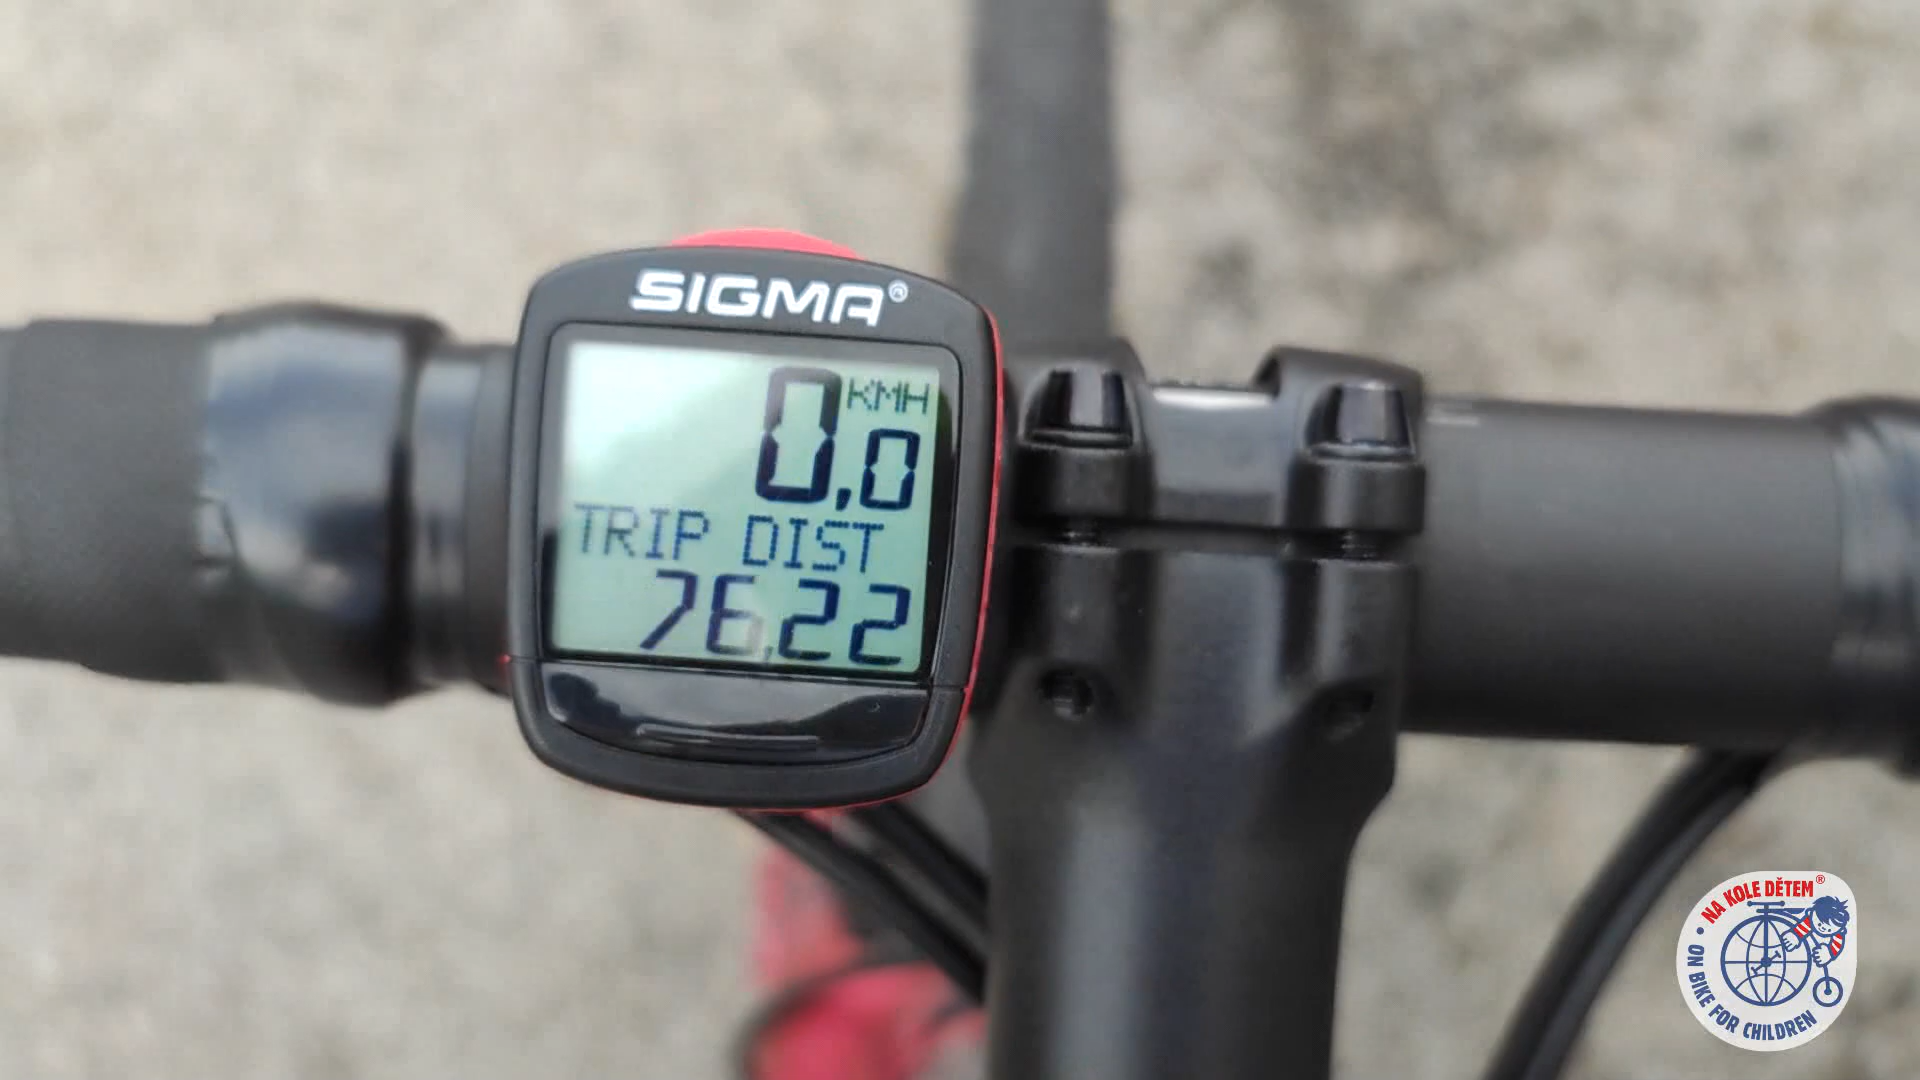 SIGMA®
KMH
0,0
TRIP DIST
76,22
NA KOLE DĚTEM®
• ON BIKE FOR CHILDREN